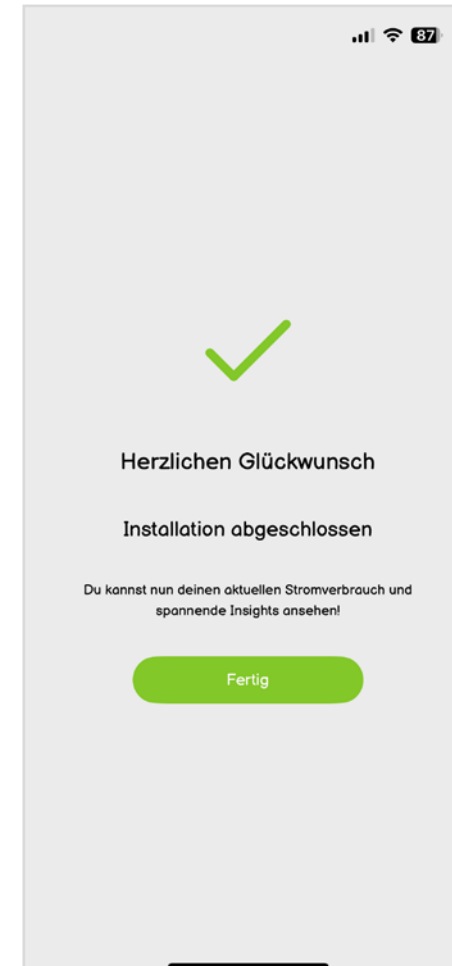 87
Herzlichen Glückwunsch
Installation abgeschlossen
Du kannst nun deinen aktuellen Stromverbrauch und
spannende Insights ansehen!
Fertig